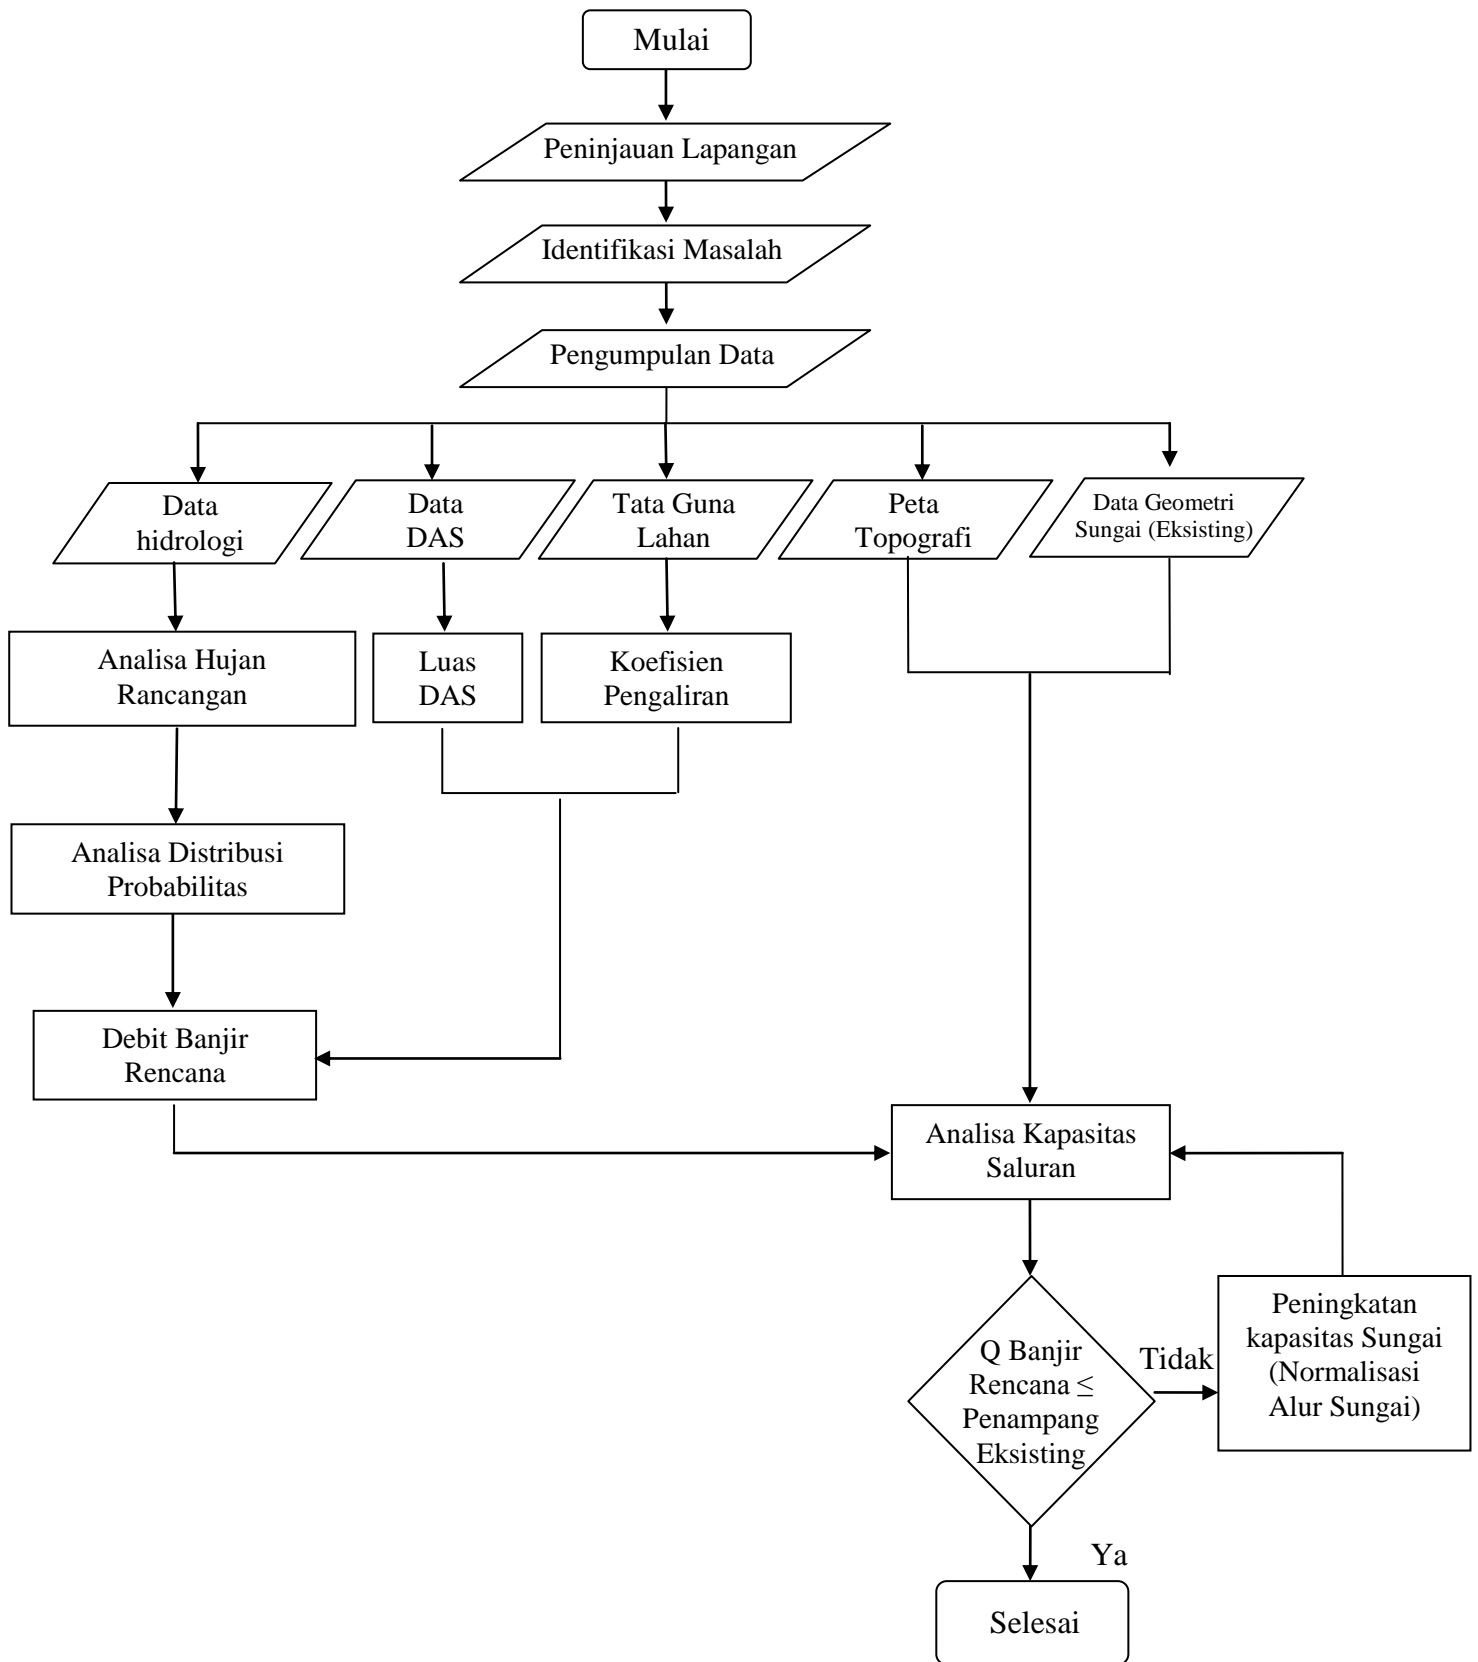 Mulai
Peninjauan Lapangan
Identifikasi Masalah
Pengumpulan Data
Data
hidrologi
Data
DAS
Tata Guna
Lahan
Peta
Topografi
Data Geometri
Sungai (Eksisting)
Analisa Hujan
Rancangan
Luas
DAS
Koefisien
Pengaliran
Analisa Distribusi
Probabilitas
Debit Banjir
Rencana
Analisa Kapasitas
Saluran
Q Banjir
Rencana ≤
Penampang
Eksisting
Tidak
Peningkatan
kapasitas Sungai
(Normalisasi
Alur Sungai)
Ya
Selesai